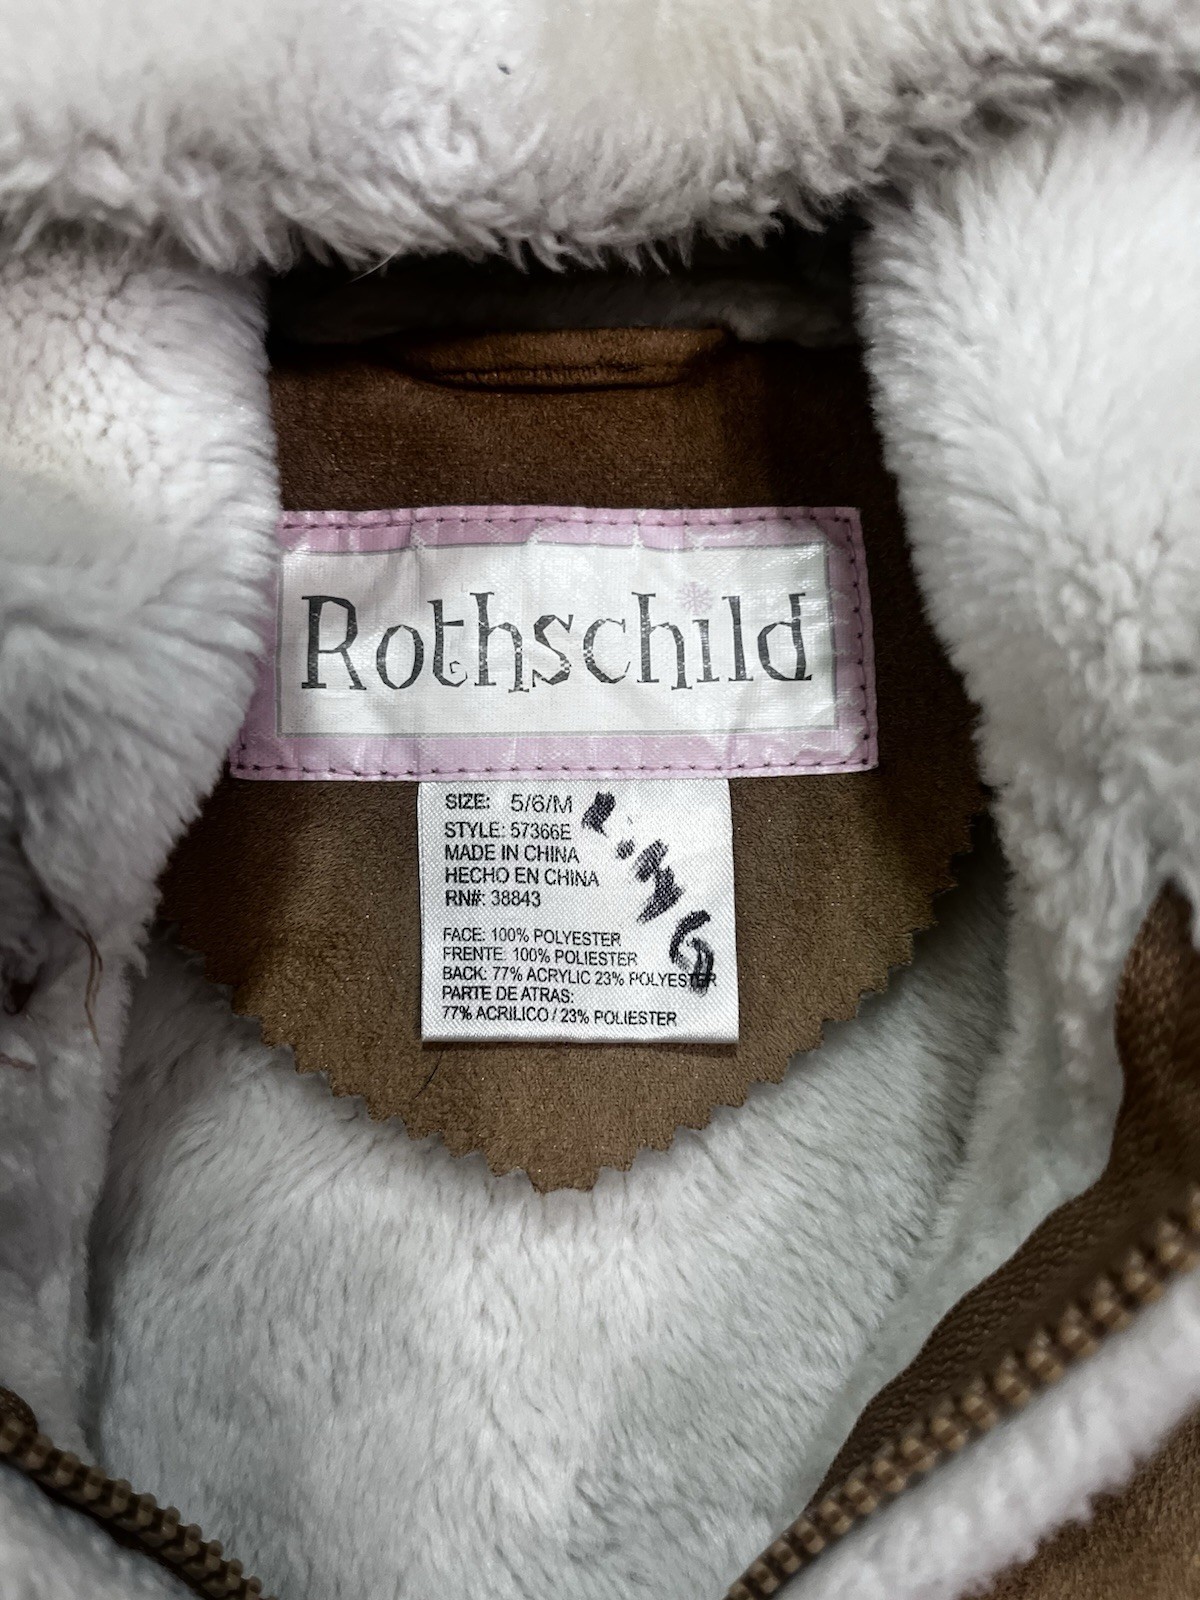 Rothschild
SIZE: 5/6/M
STYLE: 57366E
MADE IN CHINA
HECHO EN CHINA
RN#: 38843
FACE: 100% POLYESTER
FRENTE: 100% POLIESTER
BACK: 77% ACRYLIC 23% POLYESTER
PARTE DE ATRAS:
77% ACRILICO / 23% POLIESTER